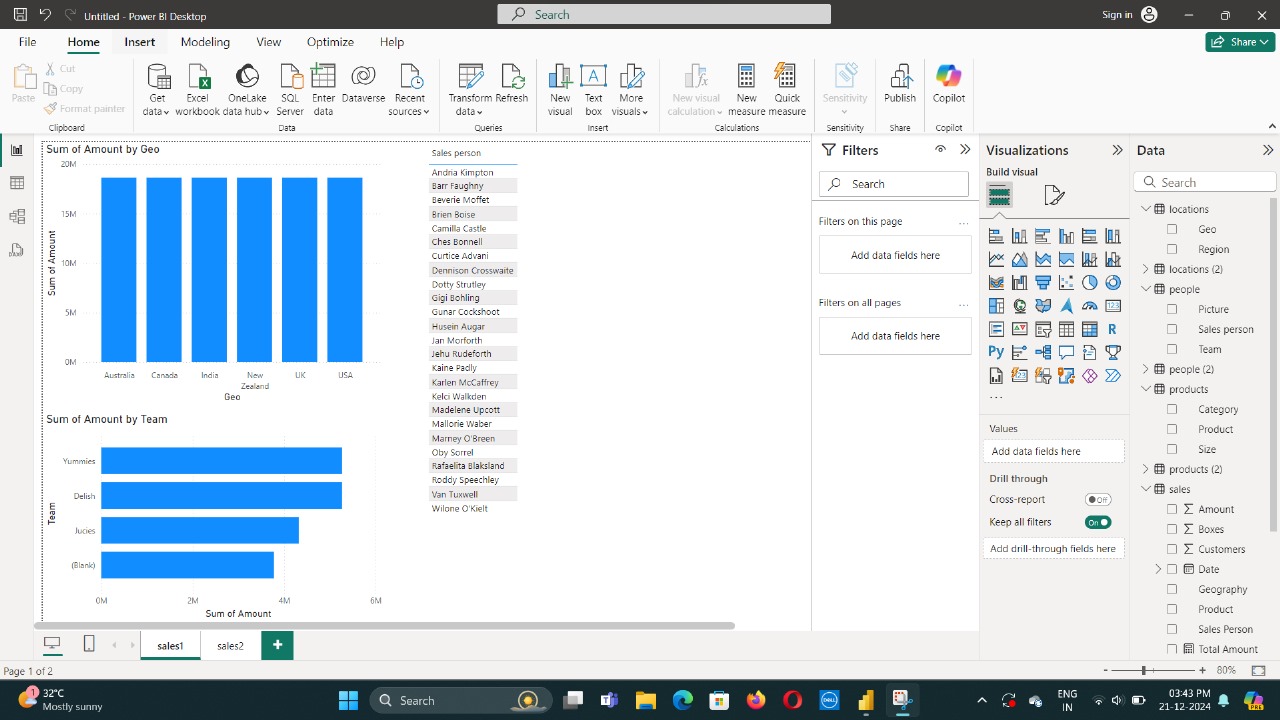 Untitled - Power BI Desktop
Search
Sign in
File Home Insert Modeling View Optimize Help
Share
Paste
Cut
Copy
Format painter
Clipboard
Get data
Excel workbook
OneLake data hub
SQL Server
Enter data
Dataverse
Recent sources
Data
Transform data
Refresh
Queries
New visual
Text box
More visuals
Insert
New visual calculation
New measure
Quick measure
Calculations
Sensitivity
Sensitivity
Publish
Share
Copilot
Copilot
Sum of Amount by Geo
20M
15M
10M
5M
0M
Sum of Amount
Australia
Canada
India
New Zealand
UK
USA
Geo
Sum of Amount by Team
Yummies
Delish
Jucies
(Blank)
Team
0M 2M 4M 6M
Sum of Amount
Sales person
Andria Kimpton
Barr Faughny
Beverie Moffet
Brien Boise
Camilla Castle
Ches Bonnell
Curtice Advani
Dennison Crosswaite
Dotty Strutley
Gigi Bohling
Gunar Cockshoot
Husein Augar
Jan Morforth
Jehu Rudeforth
Kaine Padly
Karlen McCaffrey
Kelci Walkden
Madelene Upcott
Mallorie Waber
Marney O'Breen
Oby Sorrel
Rafaelita Blaksland
Roddy Speechley
Van Tuxwell
Wilone O'Kielt
Filters
Search
Filters on this page
Add data fields here
Filters on all pages
Add data fields here
Visualizations
Build visual
R
Py
123
Values
Add data fields here
Drill through
Cross-report
Off
Keep all filters
On
Add drill-through fields here
Data
Search
locations
Geo
Region
locations (2)
people
Picture
Sales person
Team
people (2)
products
Category
Product
Size
products (2)
sales
Amount
Boxes
Customers
Date
Geography
Product
Sales Person
Total Amount
sales1
sales2
Page 1 of 2
80%
1
32°C
Mostly sunny
Search
DELL
PRE
ENG
IN
03:43 PM
21-12-2024